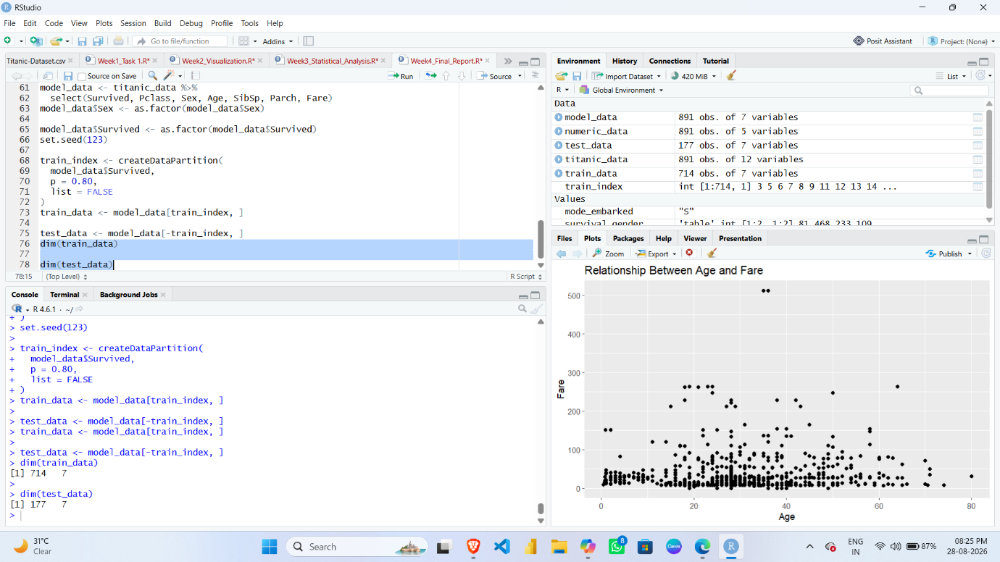 RStudio
File Edit Code View Plots Session Build Debug Profile Tools Help
Go to file/function Addins Posit Assistant Project: (None)
Titanic-Dataset.csv Week1_Task 1.R* Week2_Visualization.R* Week3_Statistical_Analysis.R* Week4_Final_Report.R*
Source on Save Run Source
61 model_data <- titanic_data %>%
62 select(Survived, Pclass, Sex, Age, SibSp, Parch, Fare)
63 model_data$Sex <- as.factor(model_data$Sex)
64
65 model_data$Survived <- as.factor(model_data$Survived)
66 set.seed(123)
67
68 train_index <- createDataPartition(
69 model_data$Survived,
70 p = 0.80,
71 list = FALSE
72 )
73 train_data <- model_data[train_index, ]
74
75 test_data <- model_data[-train_index, ]
76 dim(train_data)
77
78 dim(test_data)
78:15 (Top Level) R Script
Console Terminal Background Jobs
R 4.6.1 · ~/
+ )
> set.seed(123)
>
> train_index <- createDataPartition(
+ model_data$Survived,
+ p = 0.80,
+ list = FALSE
+ )
> train_data <- model_data[train_index, ]
>
> test_data <- model_data[-train_index, ]
> train_data <- model_data[train_index, ]
>
> test_data <- model_data[-train_index, ]
> dim(train_data)
[1] 714 7
>
> dim(test_data)
[1] 177 7
>
Environment History Connections Tutorial
Import Dataset 420 MiB List
R Global Environment
Data
model_data 891 obs. of 7 variables
numeric_data 891 obs. of 5 variables
test_data 177 obs. of 7 variables
titanic_data 891 obs. of 12 variables
train_data 714 obs. of 7 variables
train_index int [1:714, 1] 3 5 6 7 8 9 11 12 13 14 ...
Values
mode_embarked "S"
survival_gender 'table' int [1:2, 1:2] 81 468 233 109
Files Plots Packages Help Viewer Presentation
Zoom Export Publish
Relationship Between Age and Fare
500
400
300
200
100
0
Fare
0 20 40 60 80
Age
31°C
Clear
Search
8
ENG
IN
87%
08:25 PM
28-08-2026